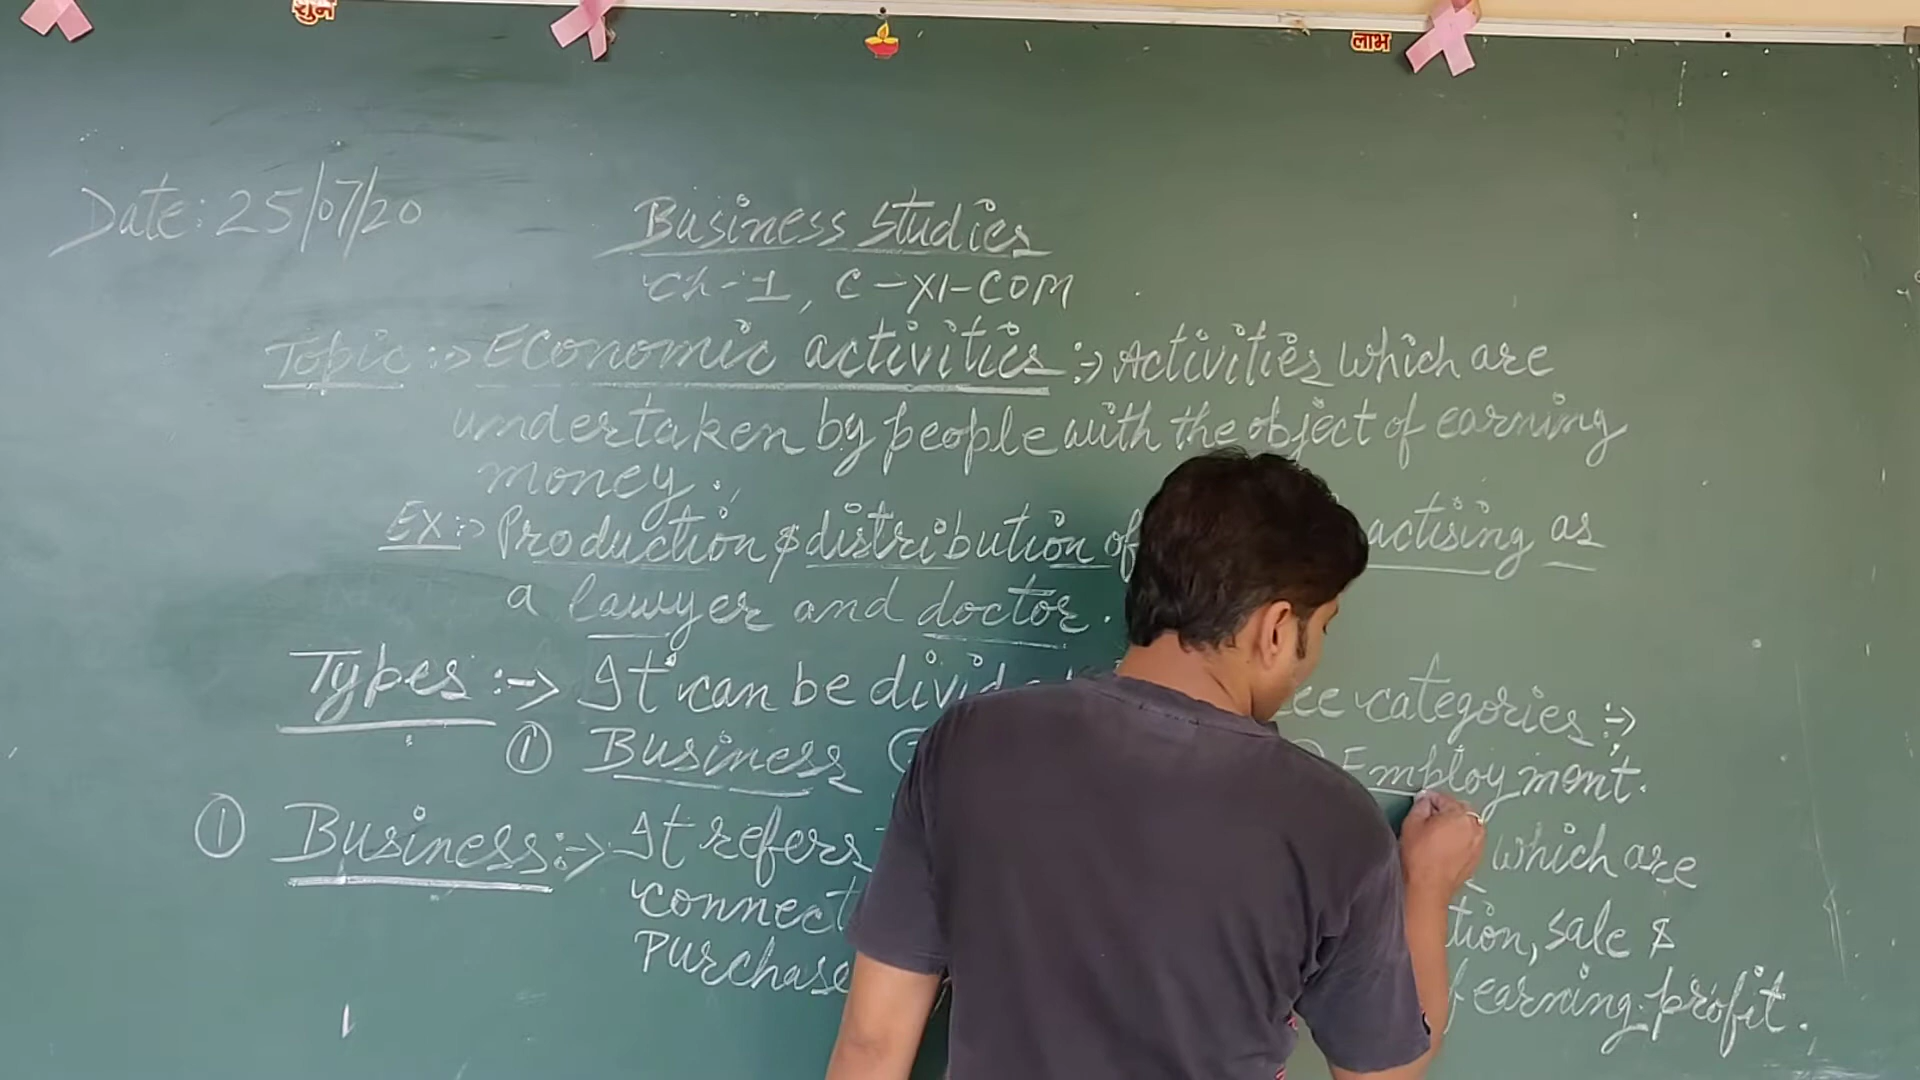 शुभ
लाभ
Date: 25/07/20
Business Studies
Ch-1, C-XI-COM
Topic :-> Economic activities :-> Activities which are
undertaken by people with the object of earning
money.
EX :-> Production & distribution of actising as
a lawyer and doctor.
Types :-> It can be divid ee categories :->
① Business Employment.
① Business :-> It refers which are
connect tion, sale &
Purchase f earning profit.